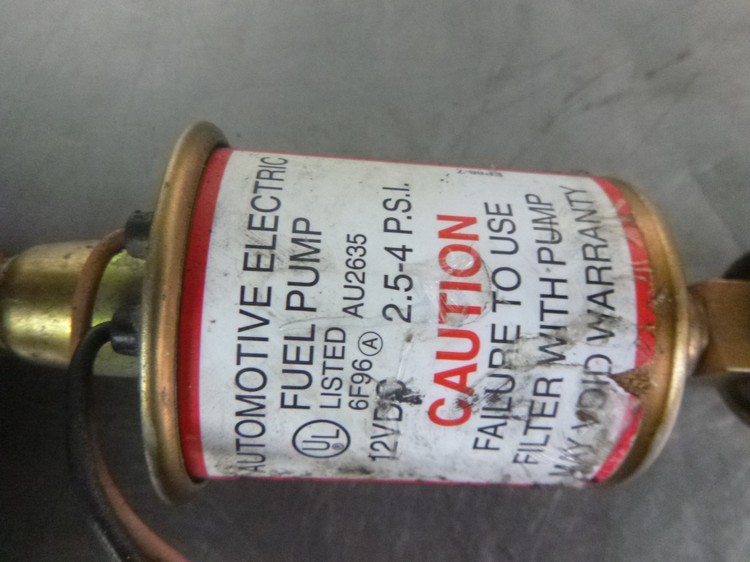 AUTOMOTIVE ELECTRIC
FUEL PUMP
UL ® LISTED AU2635
6F96 A
12VDC 2.5-4 P.S.I.
CAUTION
FAILURE TO USE
FILTER WITH PUMP
MAY VOID WARRANTY